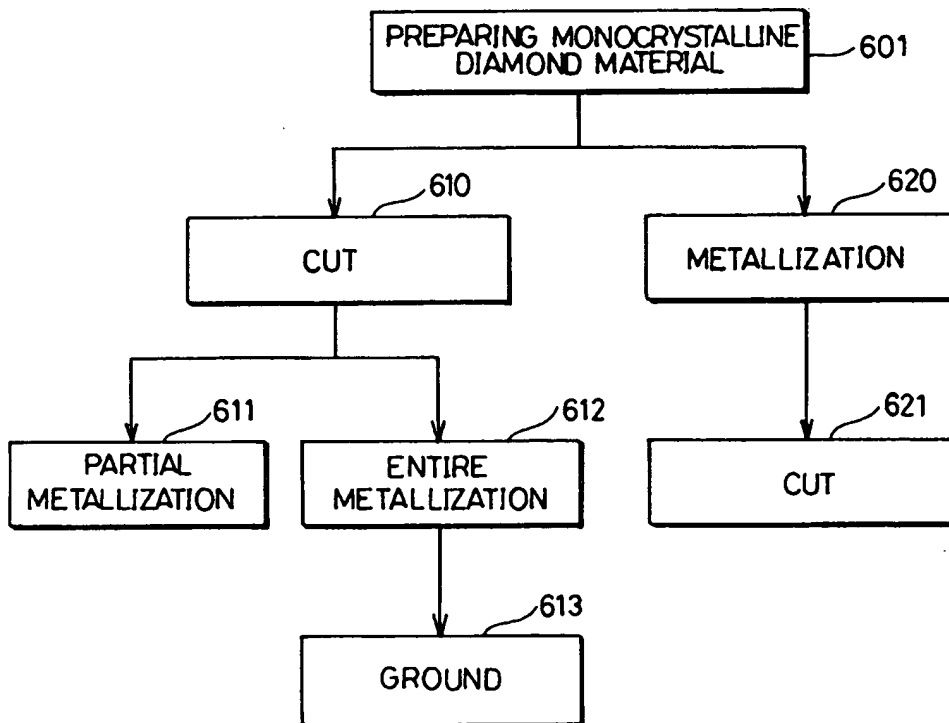 PREPARING MONOCRYSTALLINE
DIAMOND MATERIAL
601
610
620
CUT
METALLIZATION
611
612
621
PARTIAL
METALLIZATION
ENTIRE
METALLIZATION
CUT
613
GROUND